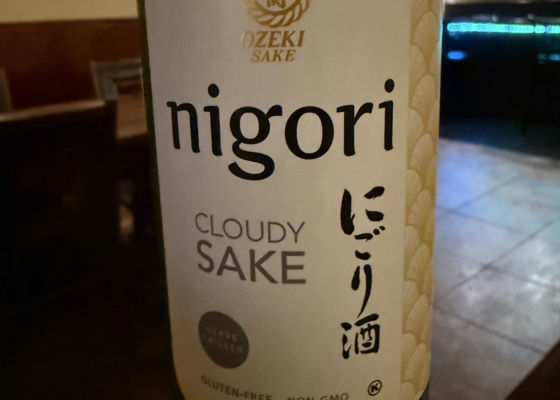 OZEKI
SAKE
nigori
CLOUDY
SAKE
にごり酒
SERVE
CHILLED
GLUTEN-FREE NON-GMO
K